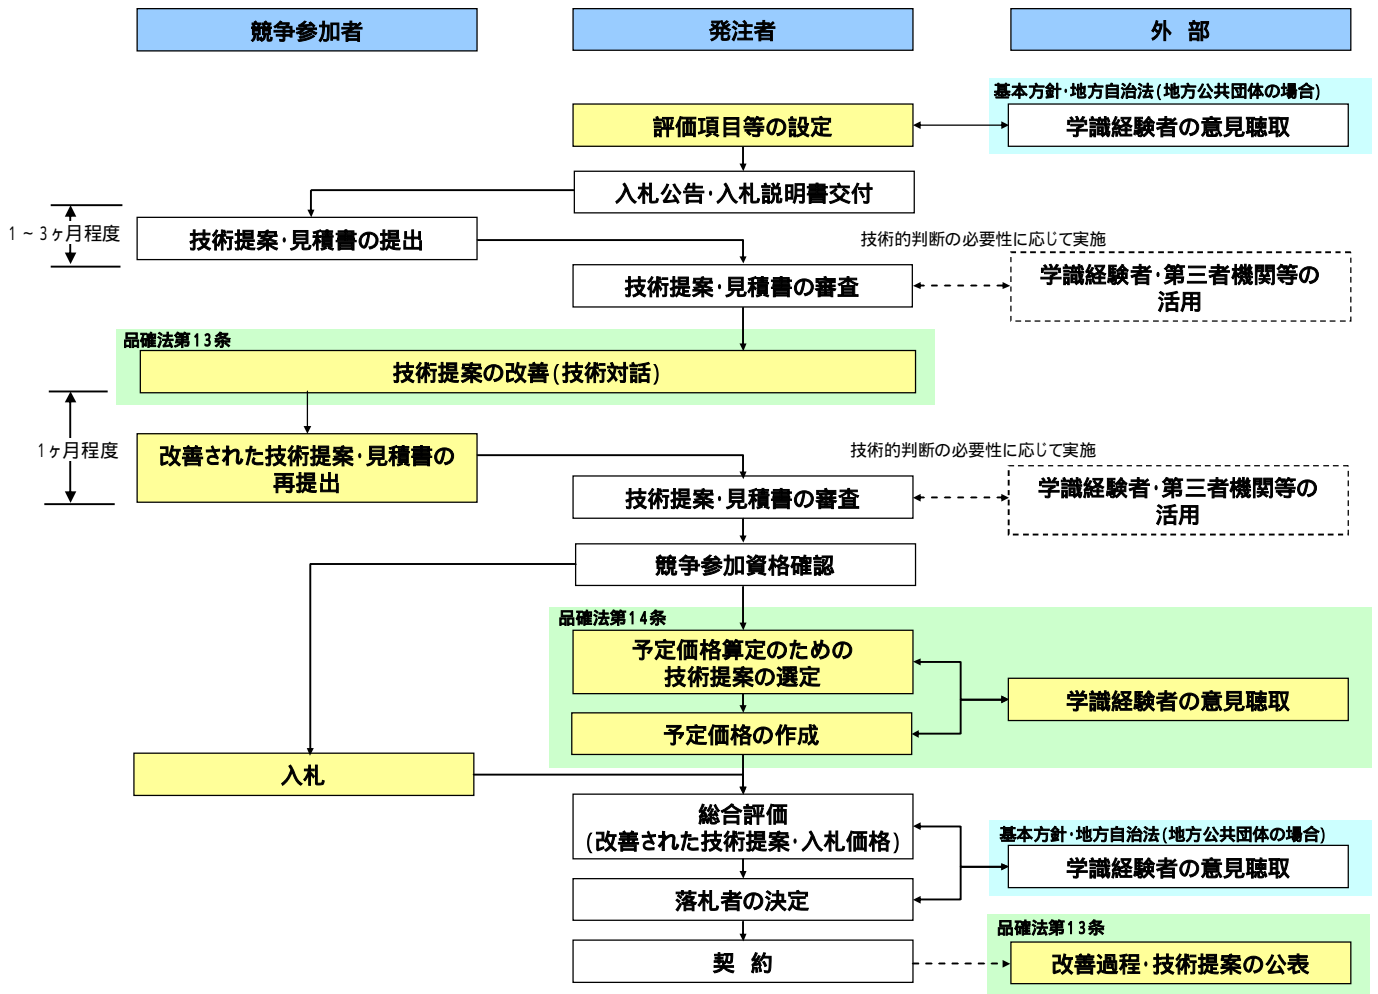 競争参加者
発注者
外 部
基本方針・地方自治法(地方公共団体の場合)
評価項目等の設定
学識経験者の意見聴取
入札公告・入札説明書交付
1～3ヶ月程度
技術提案・見積書の提出
技術的判断の必要性に応じて実施
技術提案・見積書の審査
学識経験者・第三者機関等の
活用
品確法第13条
技術提案の改善(技術対話)
1ヶ月程度
改善された技術提案・見積書の
再提出
技術的判断の必要性に応じて実施
技術提案・見積書の審査
学識経験者・第三者機関等の
活用
競争参加資格確認
品確法第14条
予定価格算定のための
技術提案の選定
学識経験者の意見聴取
予定価格の作成
入札
総合評価
(改善された技術提案・入札価格)
基本方針・地方自治法(地方公共団体の場合)
学識経験者の意見聴取
落札者の決定
品確法第13条
契 約
改善過程・技術提案の公表